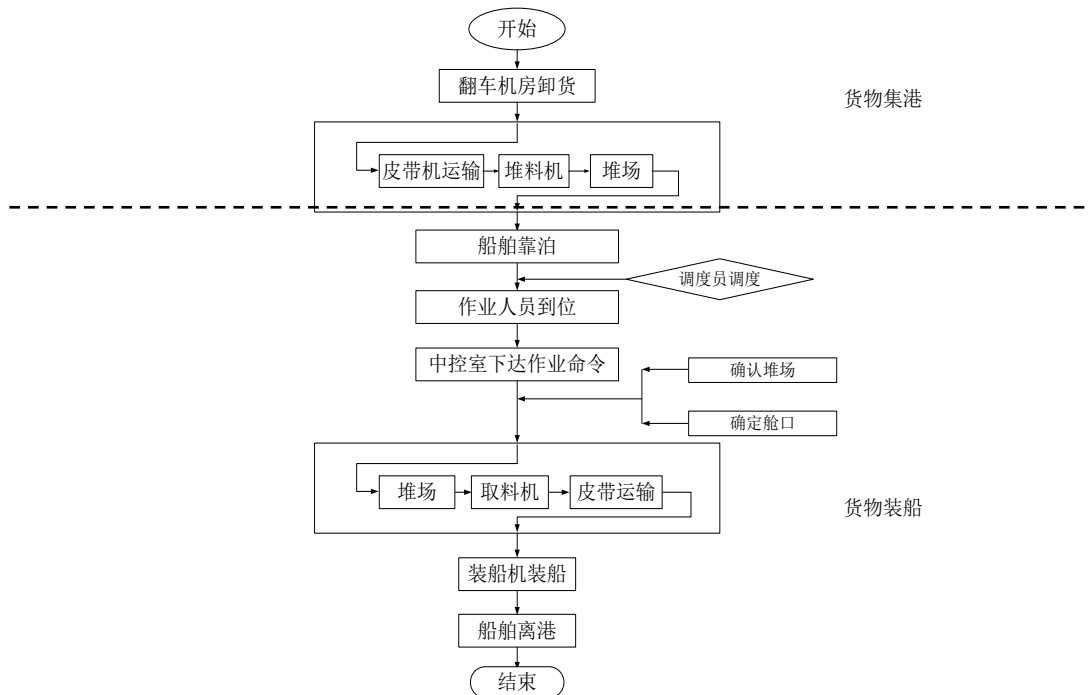 开始
翻车机房卸货
货物集港
皮带机运输
堆料机
堆场
船舶靠泊
调度员调度
作业人员到位
中控室下达作业命令
确认堆场
确定舱口
堆场
取料机
皮带运输
货物装船
装船机装船
船舶离港
结束